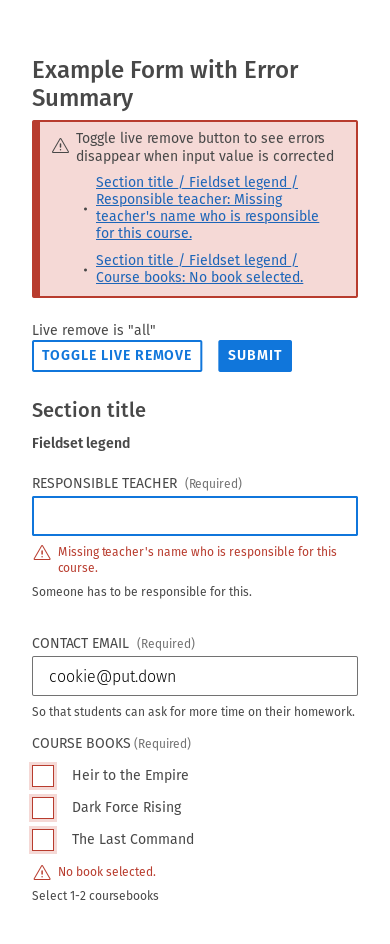 Example Form with Error
Summary
Toggle live remove button to see errors
disappear when input value is corrected
Section title / Fieldset legend /
Responsible teacher: Missing
teacher's name who is responsible
for this course.
Section title / Fieldset legend /
Course books: No book selected.
Live remove is "all"
TOGGLE LIVE REMOVE SUBMIT
Section title
Fieldset legend
RESPONSIBLE TEACHER (Required)
Missing teacher's name who is responsible for this
course.
Someone has to be responsible for this.
CONTACT EMAIL (Required)
cookie@put.down
So that students can ask for more time on their homework.
COURSE BOOKS (Required)
Heir to the Empire
Dark Force Rising
The Last Command
No book selected.
Select 1-2 coursebooks